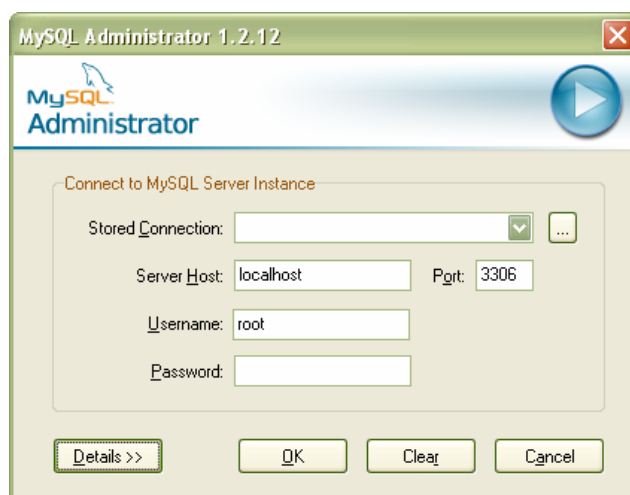 MySQL Administrator 1.2.12
MySQL
Administrator
Connect to MySQL Server Instance
Stored Connection: ...
Server Host: localhost Port: 3306
Username: root
Password:
Details >> OK Clear Cancel